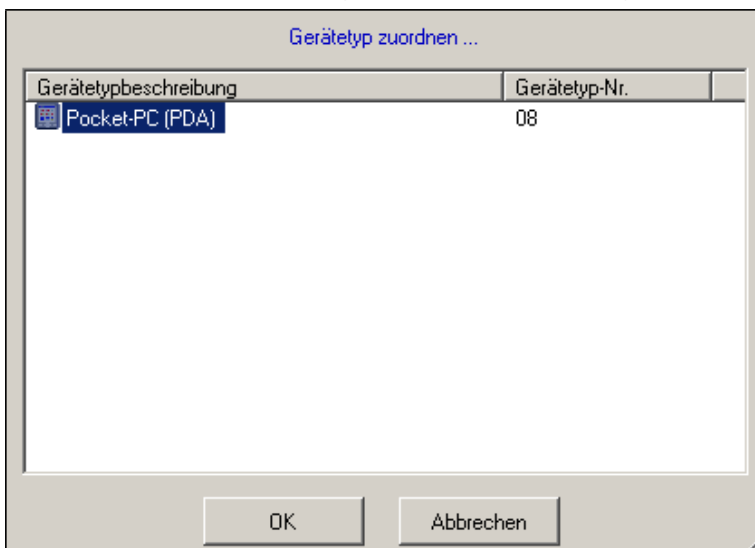 Gerätetyp zuordnen ...
Gerätetypbeschreibung Gerätetyp-Nr.
Pocket-PC (PDA) 08
OK Abbrechen